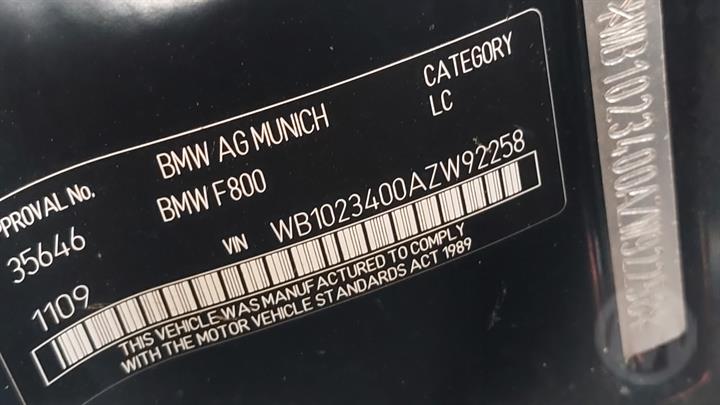 APPROVAL No.
35646
1109
BMW AG MUNICH
BMW F800
CATEGORY
LC
VIN WB1023400AZW92258
THIS VEHICLE WAS MANUFACTURED TO COMPLY
WITH THE MOTOR VEHICLE STANDARDS ACT 1989